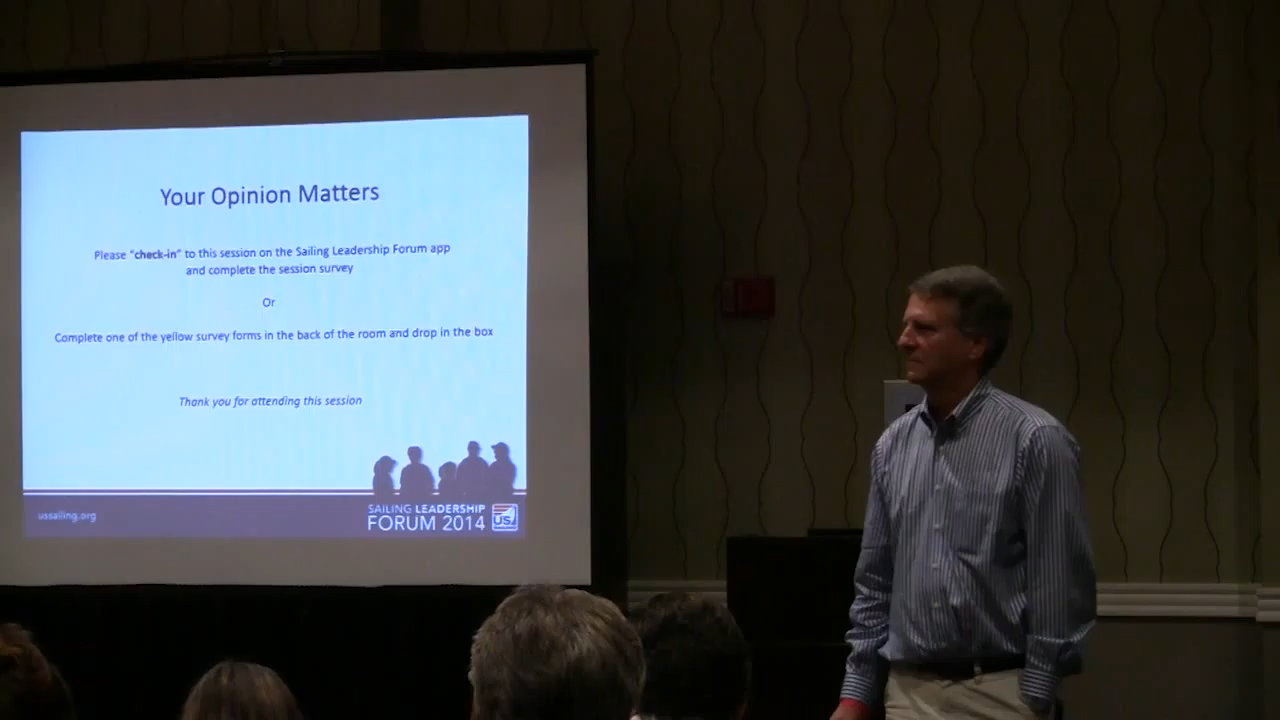 Your Opinion Matters
Please "check-in" to this session on the Sailing Leadership Forum app
and complete the session survey
Or
Complete one of the yellow survey forms in the back of the room and drop in the box
Thank you for attending this session
ussailing.org
SAILING LEADERSHIP
FORUM 2014
US